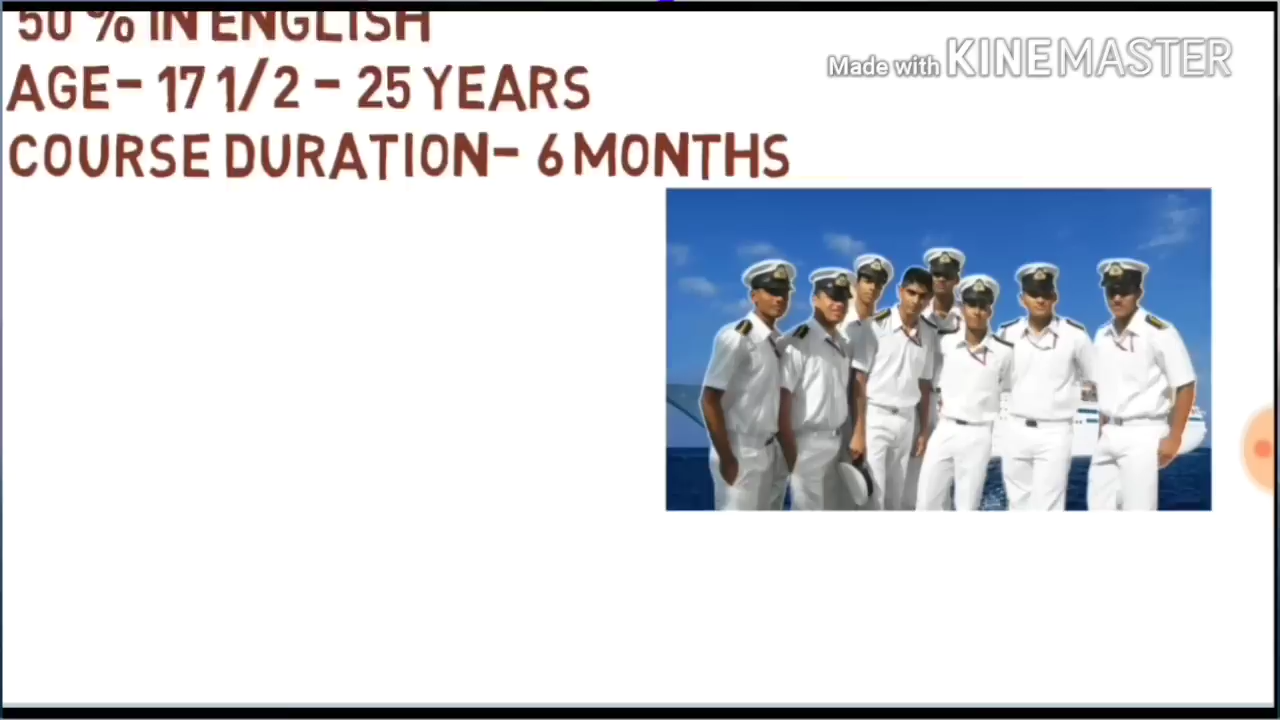 50 % IN ENGLISH
Made with KINEMASTER
AGE- 17 1/2 - 25 YEARS
COURSE DURATION- 6 MONTHS